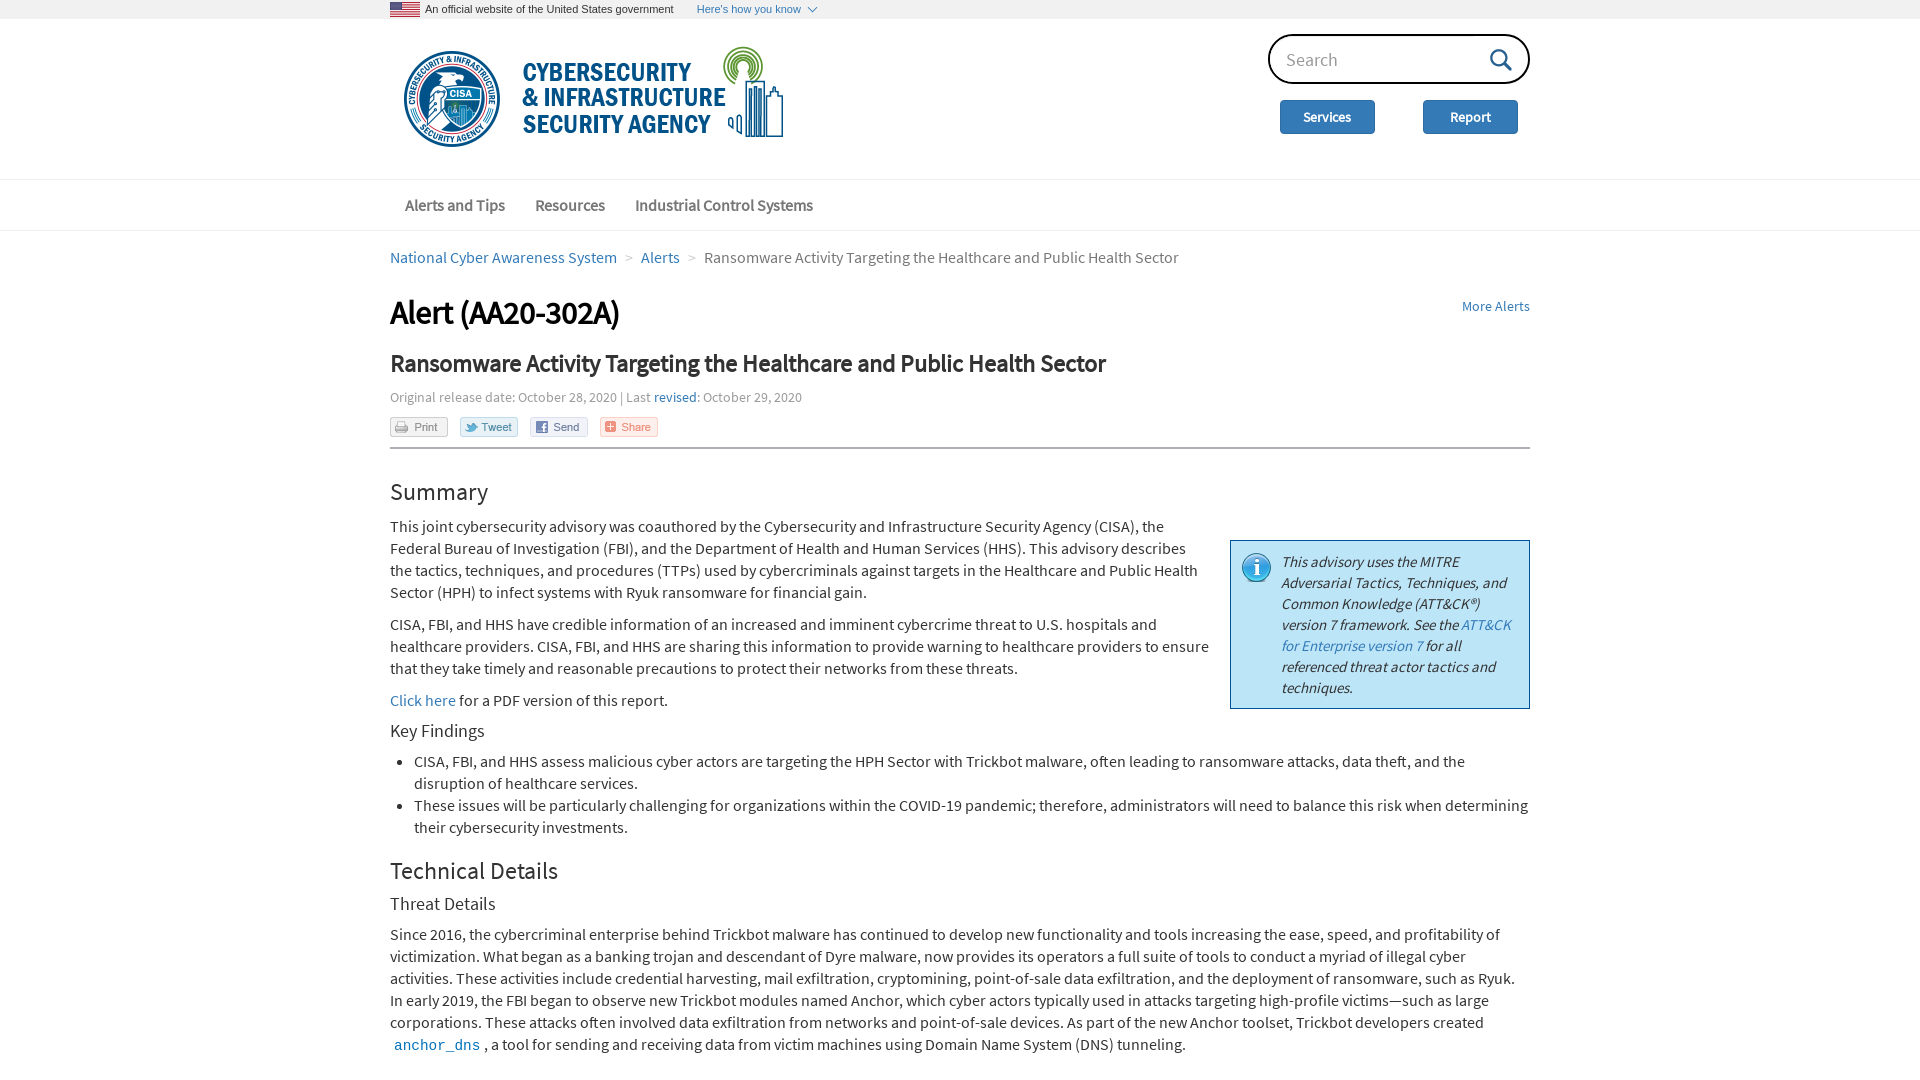 An official website of the United States government Here's how you know
CYBERSECURITY & INFRASTRUCTURE
SECURITY AGENCY
CISA
CYBERSECURITY
& INFRASTRUCTURE
SECURITY AGENCY
Search
Services Report
Alerts and Tips Resources Industrial Control Systems
National Cyber Awareness System > Alerts > Ransomware Activity Targeting the Healthcare and Public Health Sector
Alert (AA20-302A)
More Alerts
Ransomware Activity Targeting the Healthcare and Public Health Sector
Original release date: October 28, 2020 | Last revised: October 29, 2020
Print Tweet Send Share
Summary
This joint cybersecurity advisory was coauthored by the Cybersecurity and Infrastructure Security Agency (CISA), the
Federal Bureau of Investigation (FBI), and the Department of Health and Human Services (HHS). This advisory describes
the tactics, techniques, and procedures (TTPs) used by cybercriminals against targets in the Healthcare and Public Health
Sector (HPH) to infect systems with Ryuk ransomware for financial gain.
CISA, FBI, and HHS have credible information of an increased and imminent cybercrime threat to U.S. hospitals and
healthcare providers. CISA, FBI, and HHS are sharing this information to provide warning to healthcare providers to ensure
that they take timely and reasonable precautions to protect their networks from these threats.
Click here for a PDF version of this report.
This advisory uses the MITRE
Adversarial Tactics, Techniques, and
Common Knowledge (ATT&CK®)
version 7 framework. See the ATT&CK
for Enterprise version 7 for all
referenced threat actor tactics and
techniques.
Key Findings
• CISA, FBI, and HHS assess malicious cyber actors are targeting the HPH Sector with Trickbot malware, often leading to ransomware attacks, data theft, and the
disruption of healthcare services.
• These issues will be particularly challenging for organizations within the COVID-19 pandemic; therefore, administrators will need to balance this risk when determining
their cybersecurity investments.
Technical Details
Threat Details
Since 2016, the cybercriminal enterprise behind Trickbot malware has continued to develop new functionality and tools increasing the ease, speed, and profitability of
victimization. What began as a banking trojan and descendant of Dyre malware, now provides its operators a full suite of tools to conduct a myriad of illegal cyber
activities. These activities include credential harvesting, mail exfiltration, cryptomining, point-of-sale data exfiltration, and the deployment of ransomware, such as Ryuk.
In early 2019, the FBI began to observe new Trickbot modules named Anchor, which cyber actors typically used in attacks targeting high-profile victims—such as large
corporations. These attacks often involved data exfiltration from networks and point-of-sale devices. As part of the new Anchor toolset, Trickbot developers created
anchor_dns, a tool for sending and receiving data from victim machines using Domain Name System (DNS) tunneling.